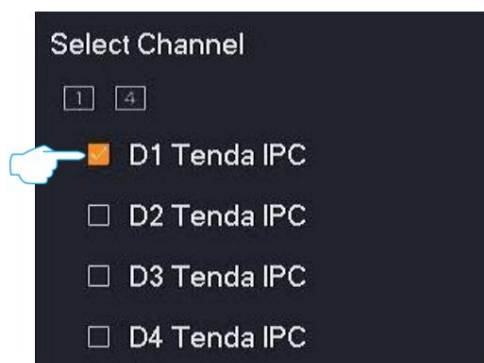 Select Channel
1 4
D1 Tenda IPC
D2 Tenda IPC
D3 Tenda IPC
D4 Tenda IPC